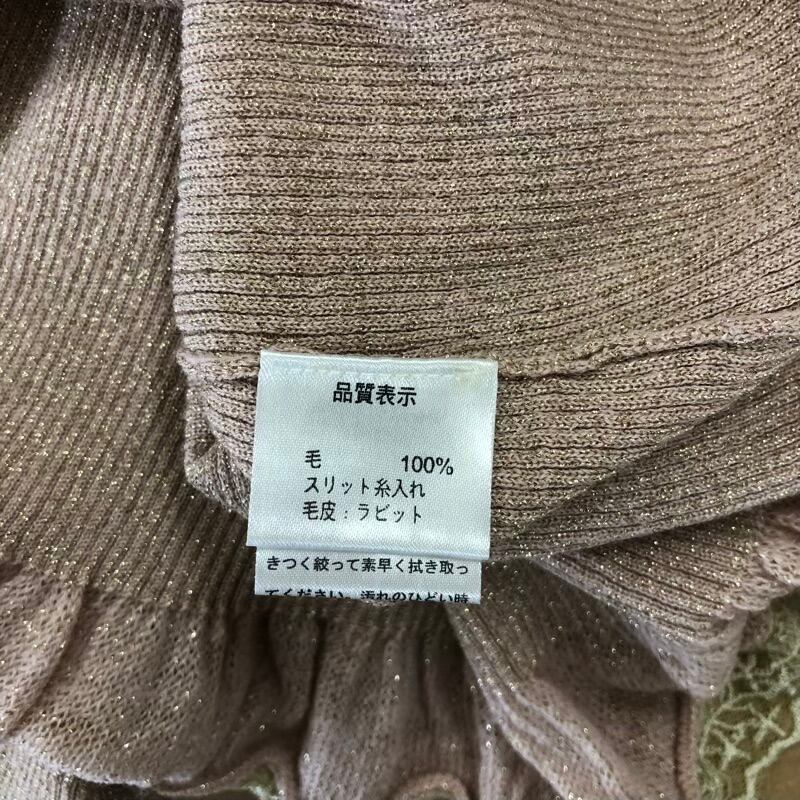 品質表示
毛 100%
スリット糸入れ
毛皮：ラビット
きつく絞って素早く拭き取っ
てください。汚れのひどい時